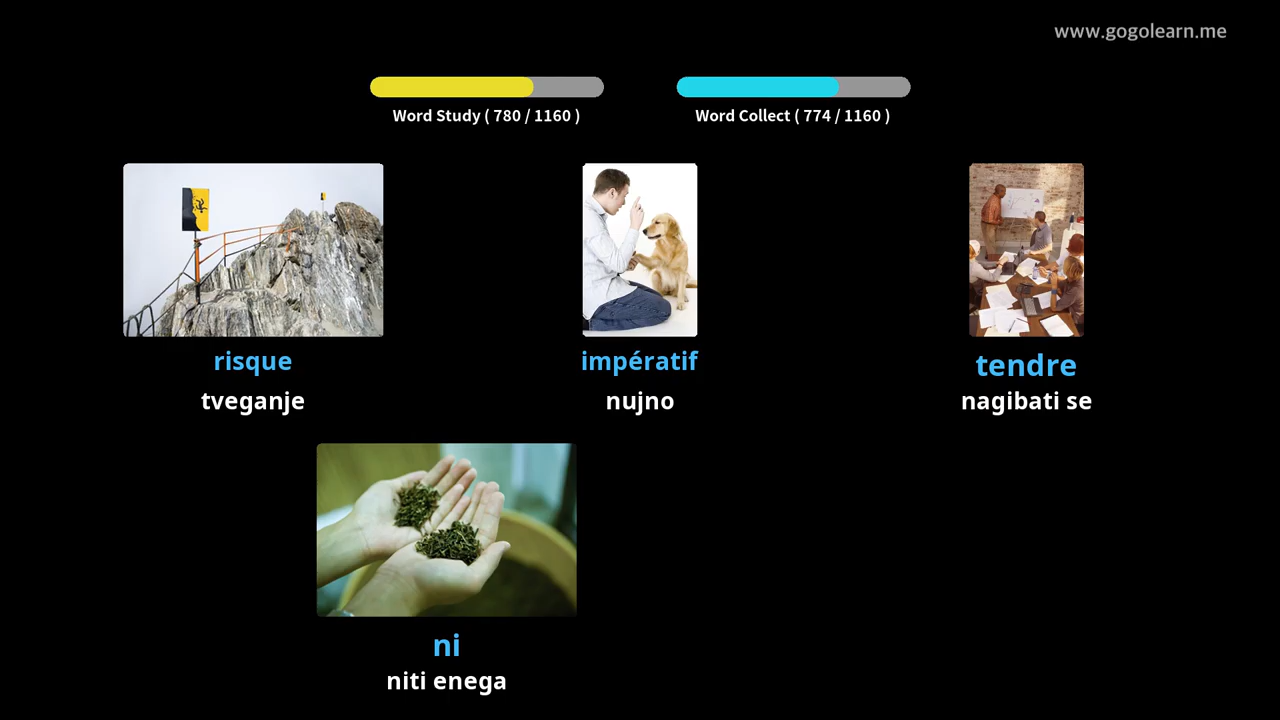 www.gogolearn.me
Word Study ( 780 / 1160 )
Word Collect ( 774 / 1160 )
risque
impératif
tendre
tveganje
nujno
nagibati se
ni
niti enega